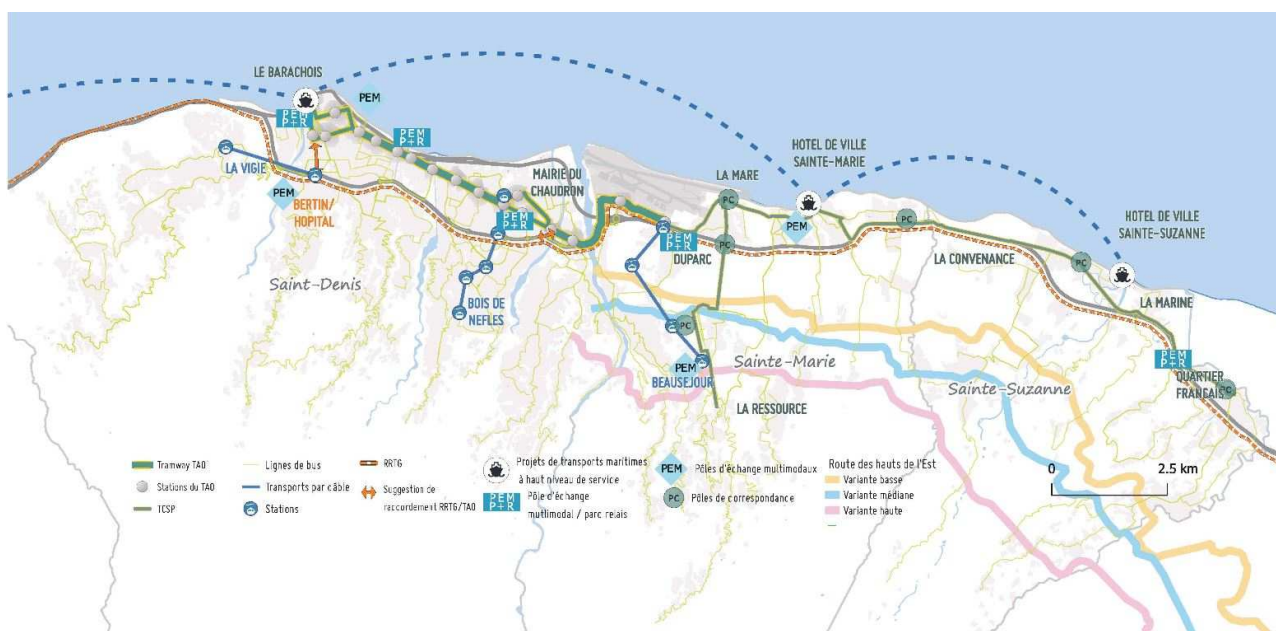 LE BARACHOIS
PEM
PEM
P+R
PEM
P+R
LA VIGIE
PEM
BERTIN/
HOPITAL
MAIRIE DU
CHAUDRON
PEM
P+R
HOTEL DE VILLE
SAINTE-MARIE
LA MARE
PC
PEM
PC
PEM
P+R
DUPARC
PC
HOTEL DE VILLE
SAINTE-SUZANNE
LA CONVENANCE
PC
LA MARINE
Saint-Denis
BOIS DE
NEFLES
PC
PEM
BEAUSEJOUR
Sainte-Marie
LA RESSOURCE
Sainte-Suzanne
PEM
P+R
QUARTIER
FRANÇAIS
PC
Tramway TAO
Stations du TAO
TCSP
Lignes de bus
Transports par câble
Stations
RRTG
Suggestion de
raccordement RRTG/TAO
Projets de transports maritimes
à haut niveau de service
PEM
P+R
Pôle d'échange
mutlimodal / parc relais
PEM
Pôles d'échange multimodaux
PC
Pôles de correspondance
Route des hauts de l'Est
Variante basse
Variante médiane
Variante haute
0
2.5 km